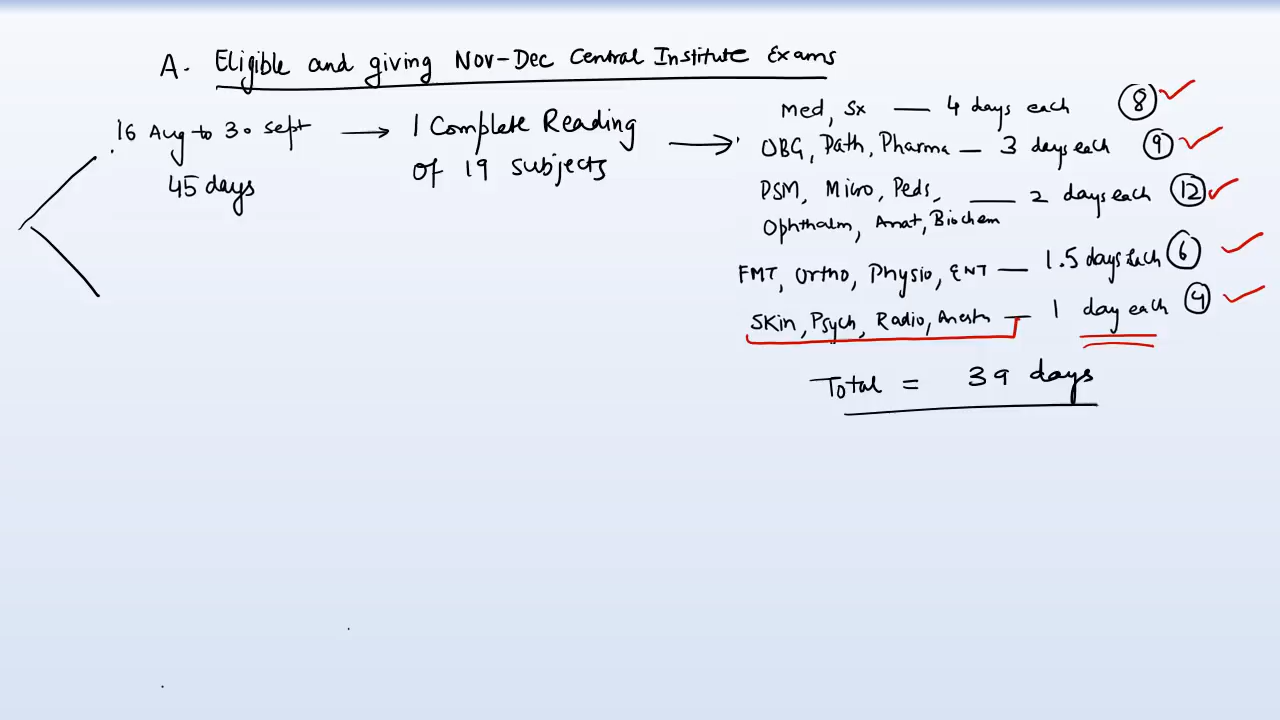 A. Eligible and giving Nov-Dec Central Institute Exams
16 Aug to 30 sept → 1 Complete Reading →
45 days
of 19 subjects
Med, Sx — 4 days each 8 ✓
OBG, Path, Pharma — 3 days each 9 ✓
PSM, Micro, Peds, — 2 days each 12 ✓
Ophthalm, Anat, Biochem
FMT, Ortho, Physio, ENT — 1.5 days each 6 ✓
Skin, Psych, Radio, Anesth — 1 day each 4 ✓
Total = 39 days